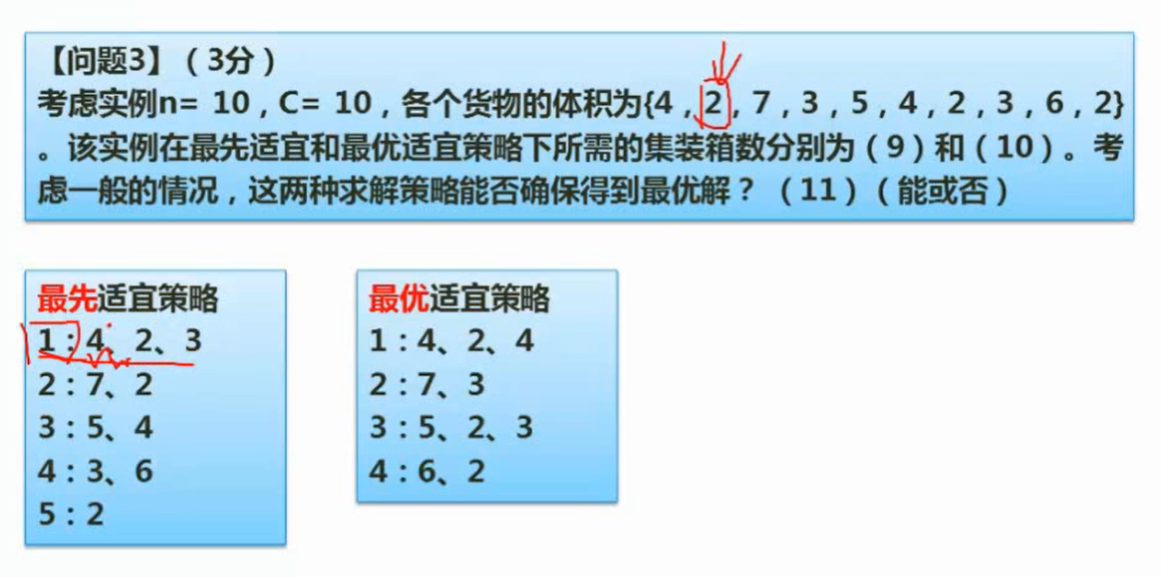 【问题3】（3分）
考虑实例n= 10，C= 10，各个货物的体积为{4，2，7，3，5，4，2，3，6，2}
。该实例在最先适宜和最优适宜策略下所需的集装箱数分别为（9）和（10）。考
虑一般的情况，这两种求解策略能否确保得到最优解？（11）（能或否）
最先适宜策略
1：4、2、3
2：7、2
3：5、4
4：3、6
5：2
最优适宜策略
1：4、2、4
2：7、3
3：5、2、3
4：6、2